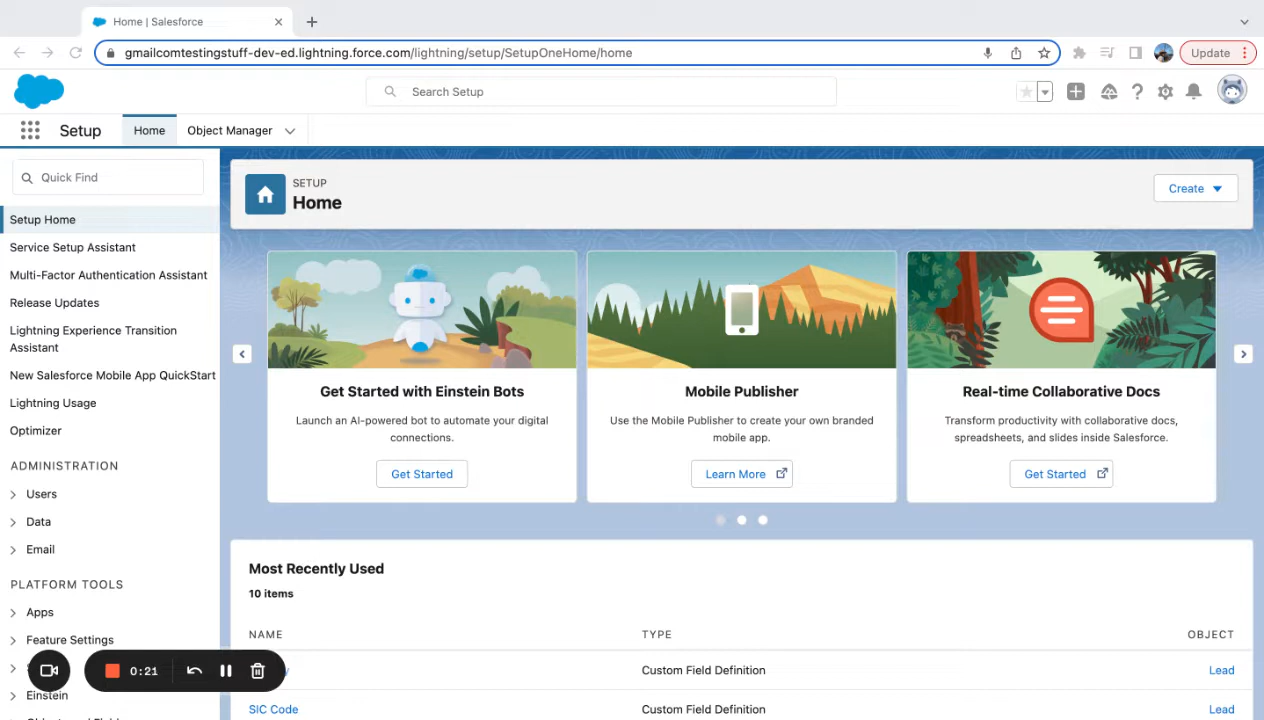 Home | Salesforce
gmailcomtestingstuff-dev-ed.lightning.force.com/lightning/setup/SetupOneHome/home
Update
Search Setup
Setup
Home
Object Manager
Quick Find
Setup Home
Service Setup Assistant
Multi-Factor Authentication Assistant
Release Updates
Lightning Experience Transition
Assistant
New Salesforce Mobile App QuickStart
Lightning Usage
Optimizer
ADMINISTRATION
Users
Data
Email
PLATFORM TOOLS
Apps
Feature Settings
Einstein
0:21
SETUP
Home
Create
Get Started with Einstein Bots
Launch an AI-powered bot to automate your digital
connections.
Get Started
Mobile Publisher
Use the Mobile Publisher to create your own branded
mobile app.
Learn More
Real-time Collaborative Docs
Transform productivity with collaborative docs,
spreadsheets, and slides inside Salesforce.
Get Started
Most Recently Used
10 items
NAME TYPE OBJECT
Custom Field Definition Lead
SIC Code Custom Field Definition Lead